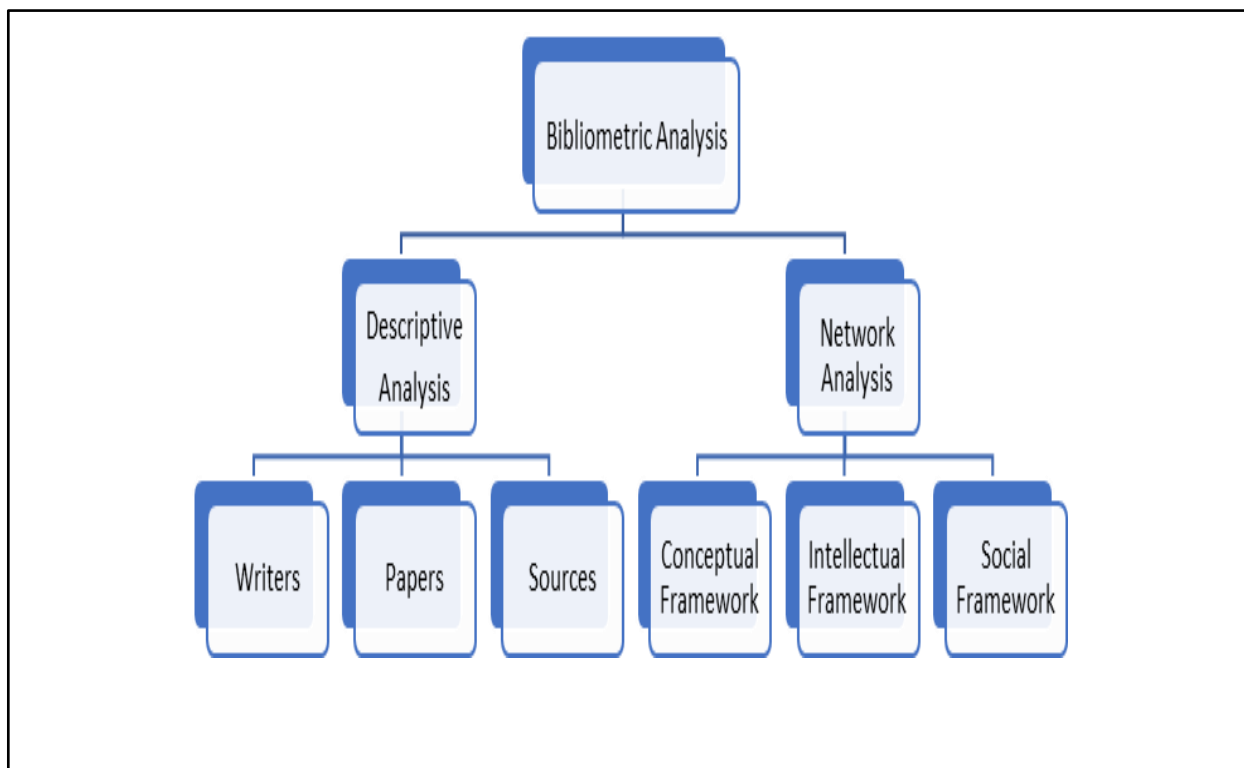 Bibliometric Analysis
Descriptive
Analysis
Network
Analysis
Writers
Papers
Sources
Conceptual
Framework
Intellectual
Framework
Social
Framework